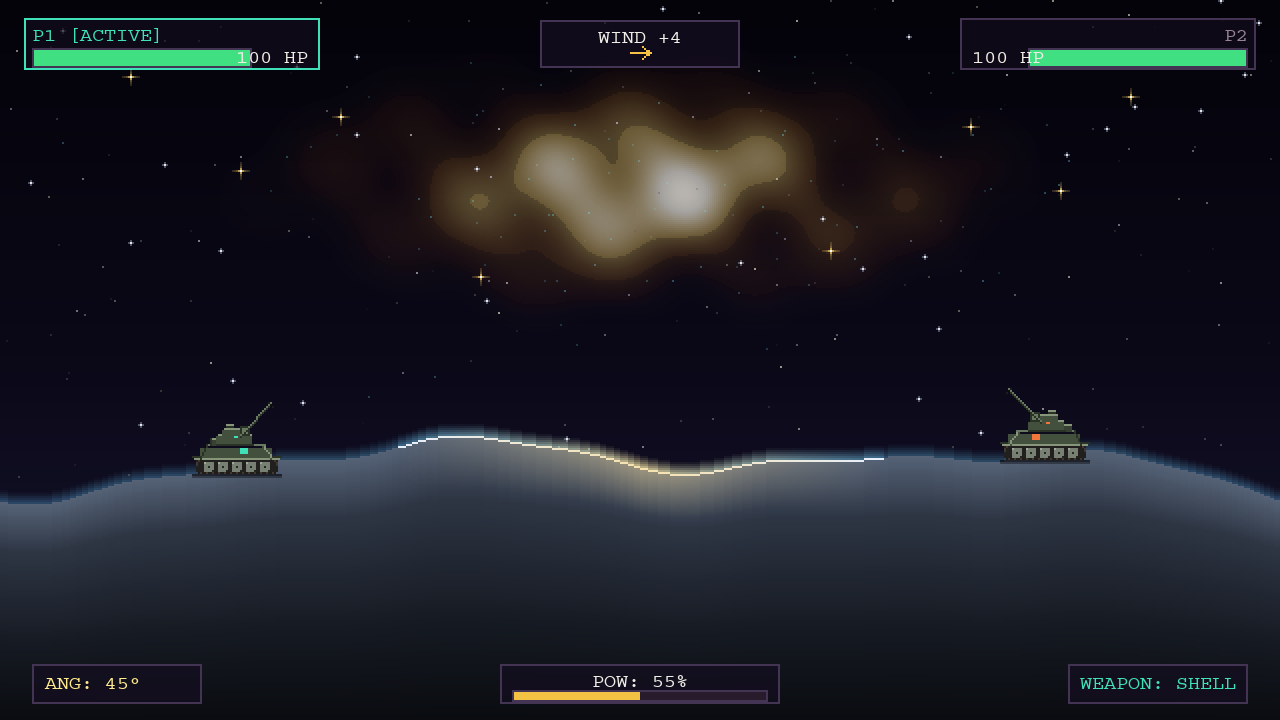 P1 [ACTIVE]
100 HP
WIND +4
P2
100 HP
ANG: 45°
POW: 55%
WEAPON: SHELL